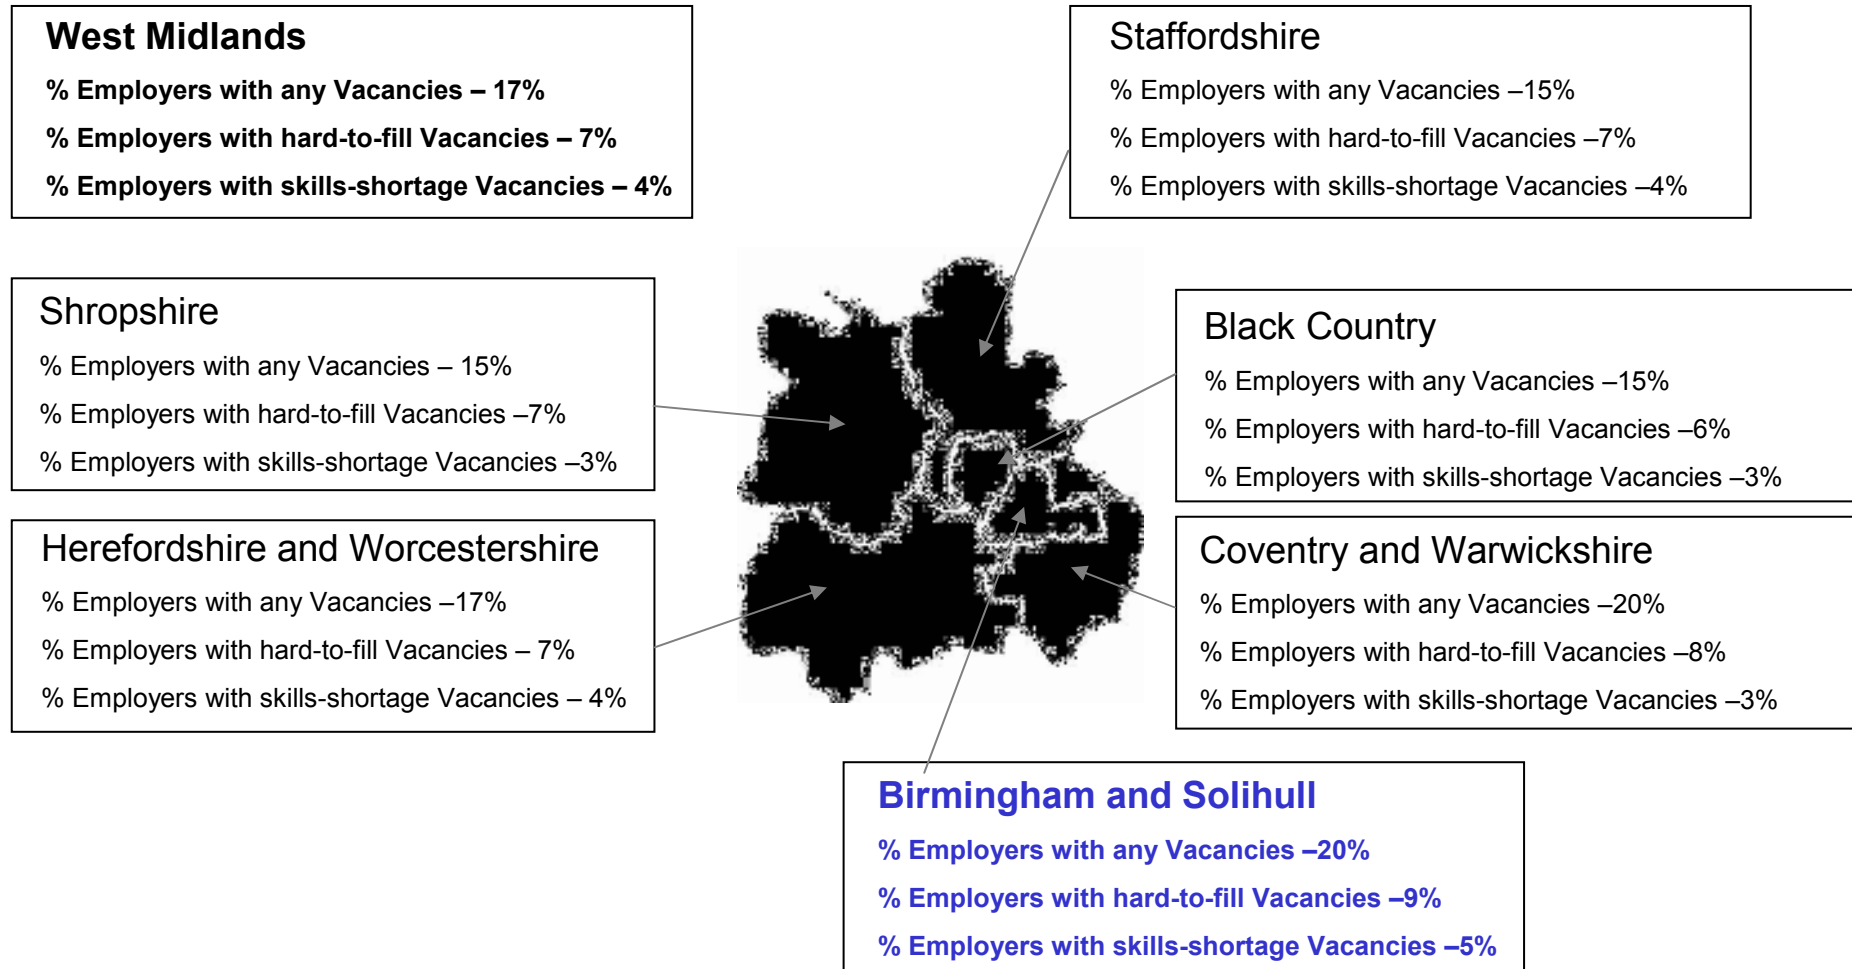 West Midlands
% Employers with any Vacancies – 17%
% Employers with hard-to-fill Vacancies – 7%
% Employers with skills-shortage Vacancies – 4%
Staffordshire
% Employers with any Vacancies –15%
% Employers with hard-to-fill Vacancies –7%
% Employers with skills-shortage Vacancies –4%
Shropshire
% Employers with any Vacancies – 15%
% Employers with hard-to-fill Vacancies –7%
% Employers with skills-shortage Vacancies –3%
Black Country
% Employers with any Vacancies –15%
% Employers with hard-to-fill Vacancies –6%
% Employers with skills-shortage Vacancies –3%
Herefordshire and Worcestershire
% Employers with any Vacancies –17%
% Employers with hard-to-fill Vacancies – 7%
% Employers with skills-shortage Vacancies – 4%
Coventry and Warwickshire
% Employers with any Vacancies –20%
% Employers with hard-to-fill Vacancies –8%
% Employers with skills-shortage Vacancies –3%
Birmingham and Solihull
% Employers with any Vacancies –20%
% Employers with hard-to-fill Vacancies –9%
% Employers with skills-shortage Vacancies –5%